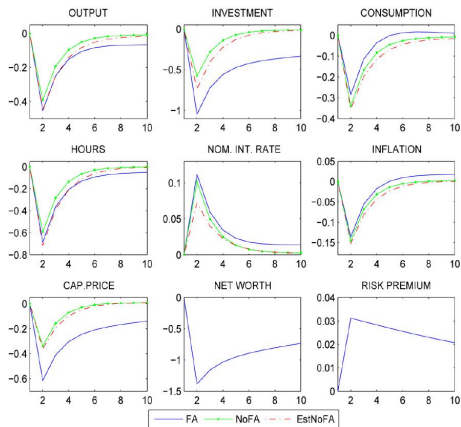 OUTPUT INVESTMENT CONSUMPTION
0 0 0.05
−0.2 −0.5 0
−0.4 −1 −0.1
−0.2
−0.3
−0.4
2 4 6 8 10 2 4 6 8 10 2 4 6 8 10
HOURS NOM. INT. RATE INFLATION
0 0.1 0.05
−0.2 0.05 0
−0.4 0 −0.05
−0.6 −0.1
−0.8 −0.15
2 4 6 8 10 2 4 6 8 10 2 4 6 8 10
CAP.PRICE NET WORTH RISK PREMIUM
0 0 0.04
−0.2 −0.5 0.03
−0.4 −1 0.02
−0.6 −1.5 0.01
0
2 4 6 8 10 2 4 6 8 10 2 4 6 8 10
FA NoFA EstNoFA